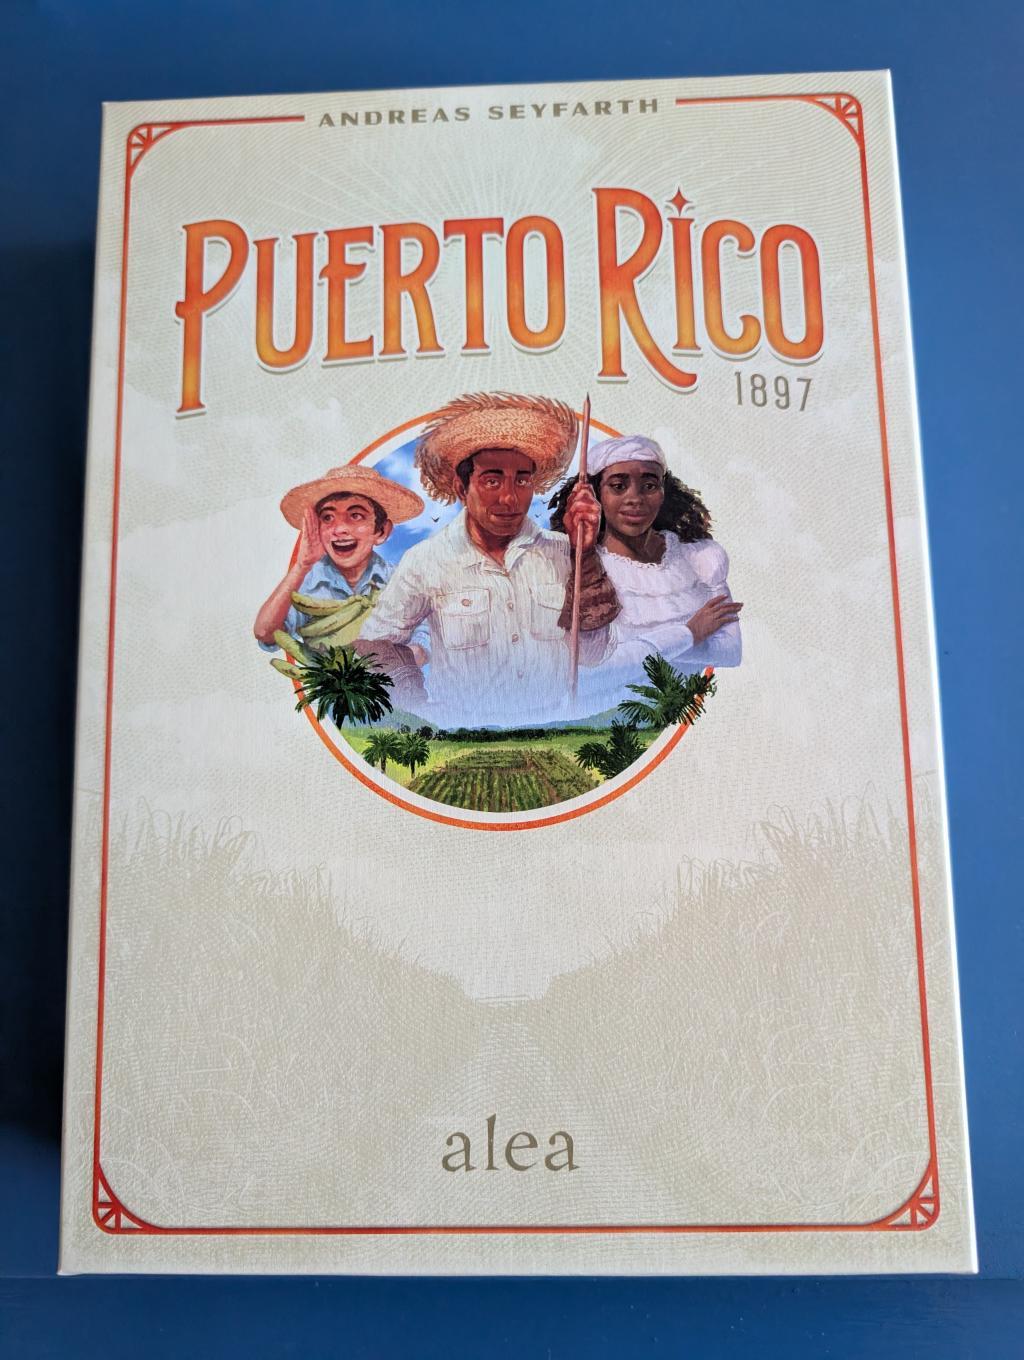 ANDREAS SEYFARTH
PUERTO RICO
1897
alea